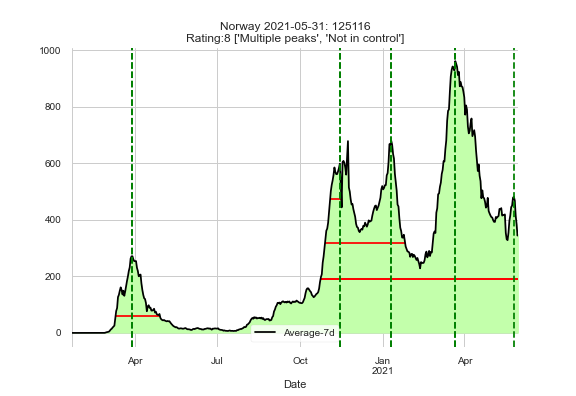 Norway 2021-05-31: 125116
Rating:8 ['Multiple peaks', 'Not in control']
1000
800
600
400
200
0
Average-7d
Apr
Jul
Oct
Jan
2021
Apr
Date